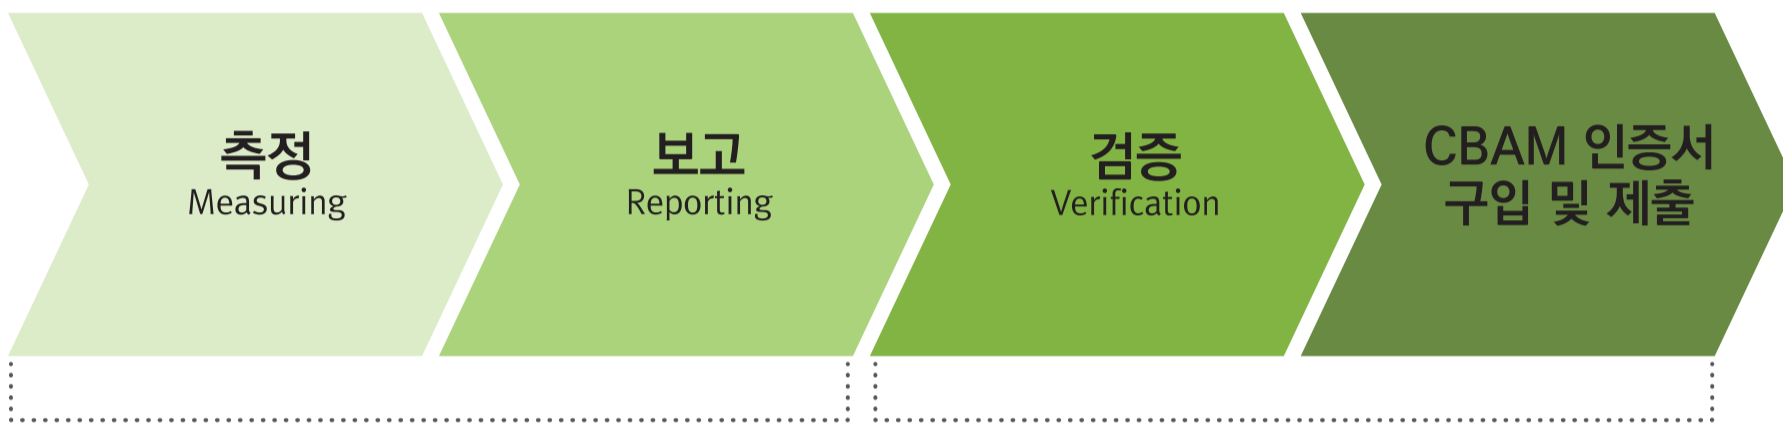 측정
Measuring
보고
Reporting
검증
Verification
CBAM 인증서
구입 및 제출